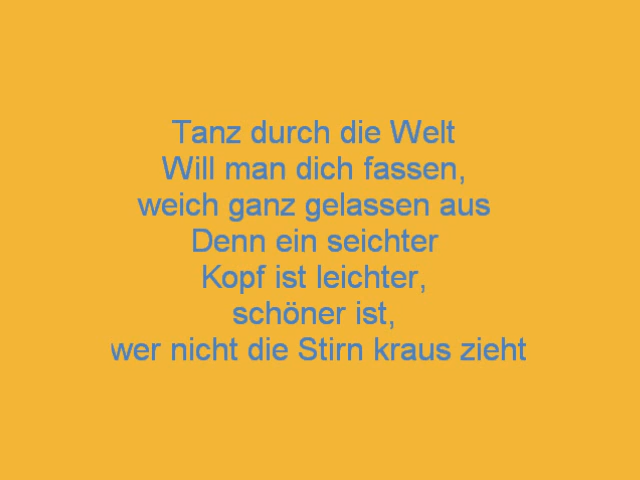 Tanz durch die Welt
Will man dich fassen,
weich ganz gelassen aus
Denn ein seichter
Kopf ist leichter,
schöner ist,
wer nicht die Stirn kraus zieht